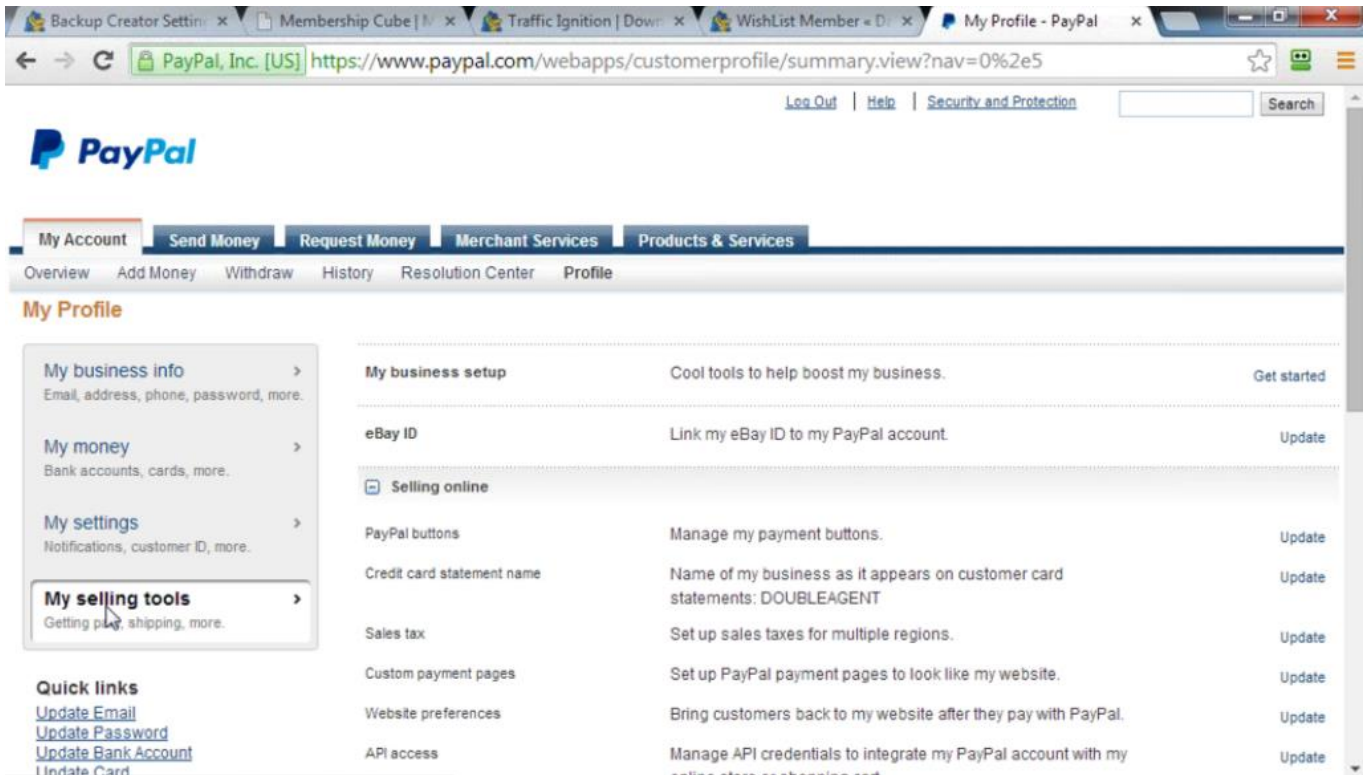 Backup Creator Settin
Membership Cube | M
Traffic Ignition | Down
WishList Member « Da
My Profile - PayPal
PayPal, Inc. [US] https://www.paypal.com/webapps/customerprofile/summary.view?nav=0%2e5
Log Out | Help | Security and Protection
Search
PayPal
My Account Send Money Request Money Merchant Services Products & Services
Overview Add Money Withdraw History Resolution Center Profile
My Profile
My business info
Email, address, phone, password, more.
My money
Bank accounts, cards, more.
My settings
Notifications, customer ID, more.
My selling tools
Getting paid, shipping, more.
Quick links
Update Email
Update Password
Update Bank Account
Update Card
My business setup Cool tools to help boost my business. Get started
eBay ID Link my eBay ID to my PayPal account. Update
Selling online
PayPal buttons Manage my payment buttons. Update
Credit card statement name Name of my business as it appears on customer card Update
statements: DOUBLEAGENT
Sales tax Set up sales taxes for multiple regions. Update
Custom payment pages Set up PayPal payment pages to look like my website. Update
Website preferences Bring customers back to my website after they pay with PayPal. Update
API access Manage API credentials to integrate my PayPal account with my Update
online store or shopping cart.